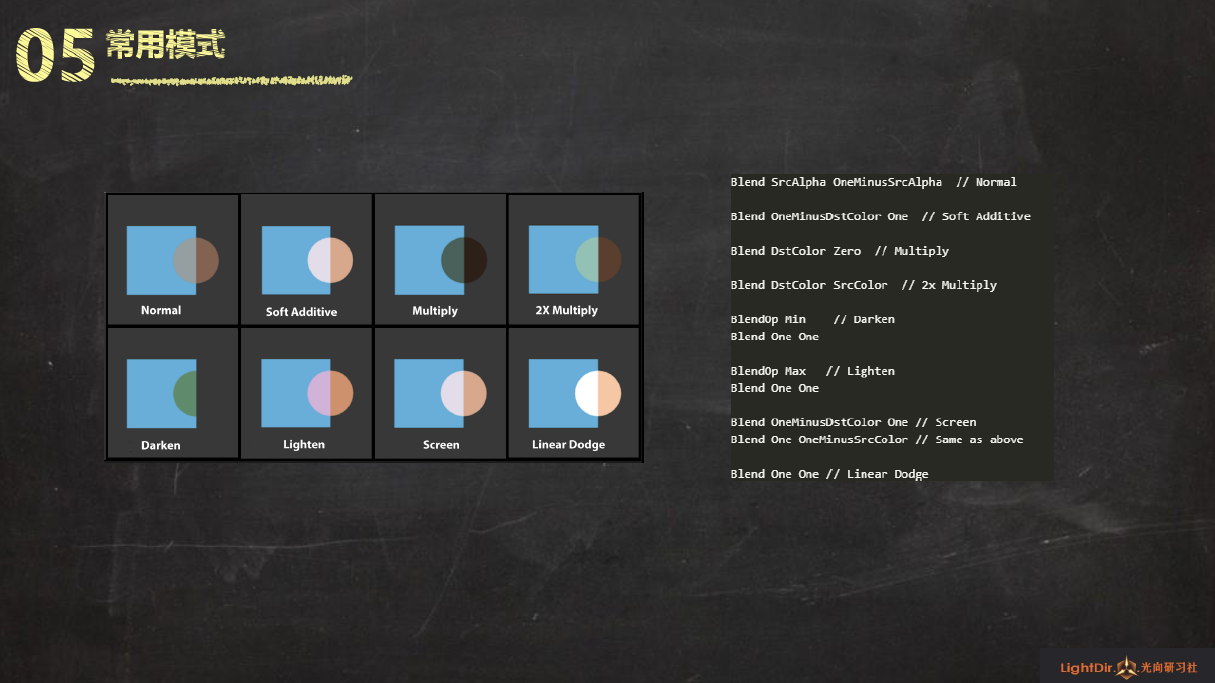 05 常用模式
Normal
Soft Additive
Multiply
2X Multiply
Darken
Lighten
Screen
Linear Dodge
Blend SrcAlpha OneMinusSrcAlpha // Normal
Blend OneMinusDstColor One // Soft Additive
Blend DstColor Zero // Multiply
Blend DstColor SrcColor // 2x Multiply
BlendOp Min // Darken
Blend One One
BlendOp Max // Lighten
Blend One One
Blend OneMinusDstColor One // Screen
Blend One OneMinusSrcColor // Same as above
Blend One One // Linear Dodge
LightDir.光向研习社